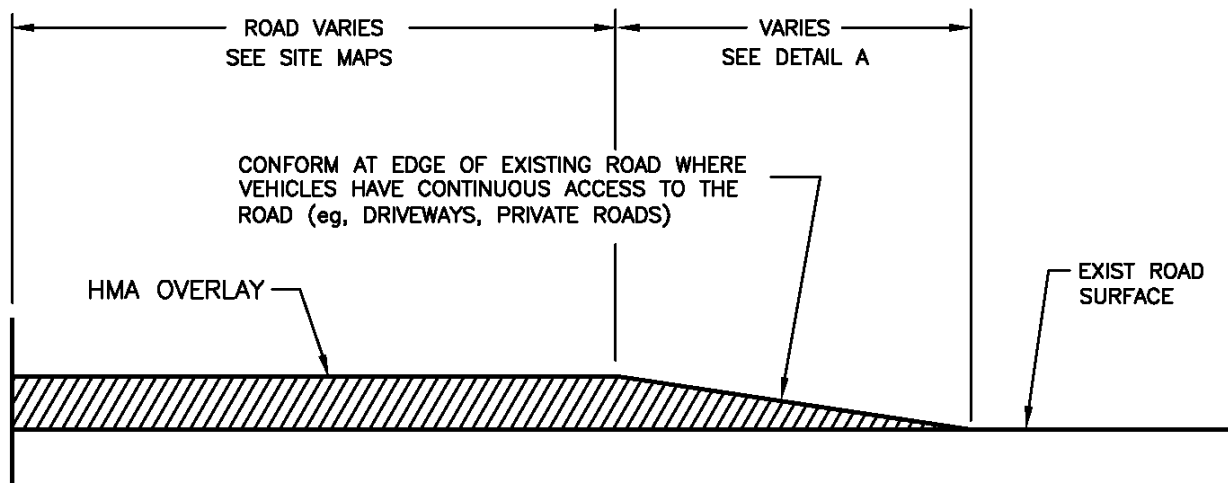 ROAD VARIES
SEE SITE MAPS
VARIES
SEE DETAIL A
CONFORM AT EDGE OF EXISTING ROAD WHERE
VEHICLES HAVE CONTINUOUS ACCESS TO THE
ROAD (eg, DRIVEWAYS, PRIVATE ROADS)
HMA OVERLAY
EXIST ROAD
SURFACE